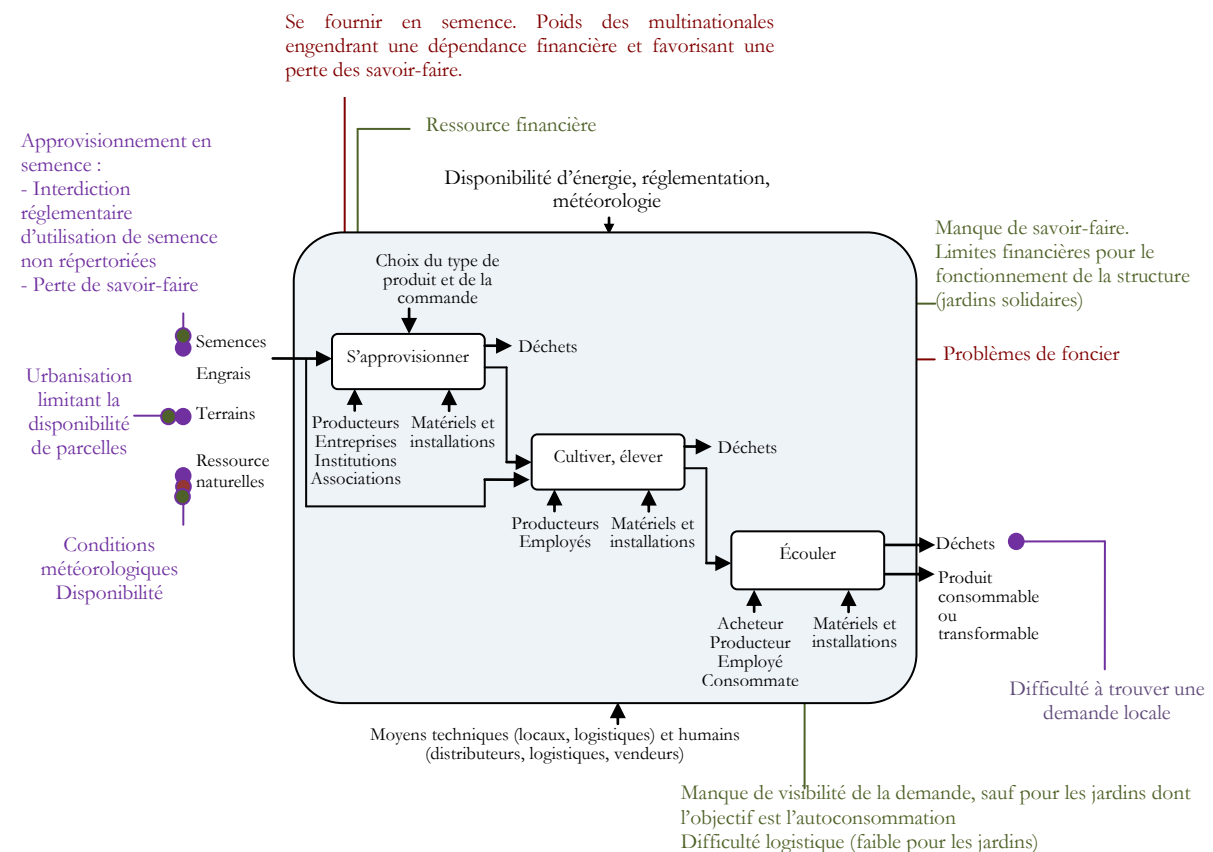 Se fournir en semence. Poids des multinationales
engendrant une dépendance financière et favorisant une
perte des savoir-faire.
Ressource financière
Approvisionnement en
semence :
- Interdiction
réglementaire
d'utilisation de semence
non répertoriées
- Perte de savoir-faire
Disponibilité d'énergie, réglementation,
météorologie
Manque de savoir-faire.
Limites financières pour le
fonctionnement de la structure
(jardins solidaires)
Problèmes de foncier
Choix du type de
produit et de la
commande
Semences
Engrais
Terrains
Ressource
naturelles
Urbanisation
limitant la
disponibilité
de parcelles
Conditions
météorologiques
Disponibilité
S'approvisionner
Déchets
Producteurs
Entreprises
Institutions
Associations
Matériels et
installations
Cultiver, élever
Déchets
Producteurs
Employés
Matériels et
installations
Écouler
Déchets
Produit
consommable
ou
transformable
Acheteur
Producteur
Employé
Consommate
Matériels et
installations
Difficulté à trouver une
demande locale
Moyens techniques (locaux, logistiques) et humains
(distributeurs, logistiques, vendeurs)
Manque de visibilité de la demande, sauf pour les jardins dont
l'objectif est l'autoconsommation
Difficulté logistique (faible pour les jardins)